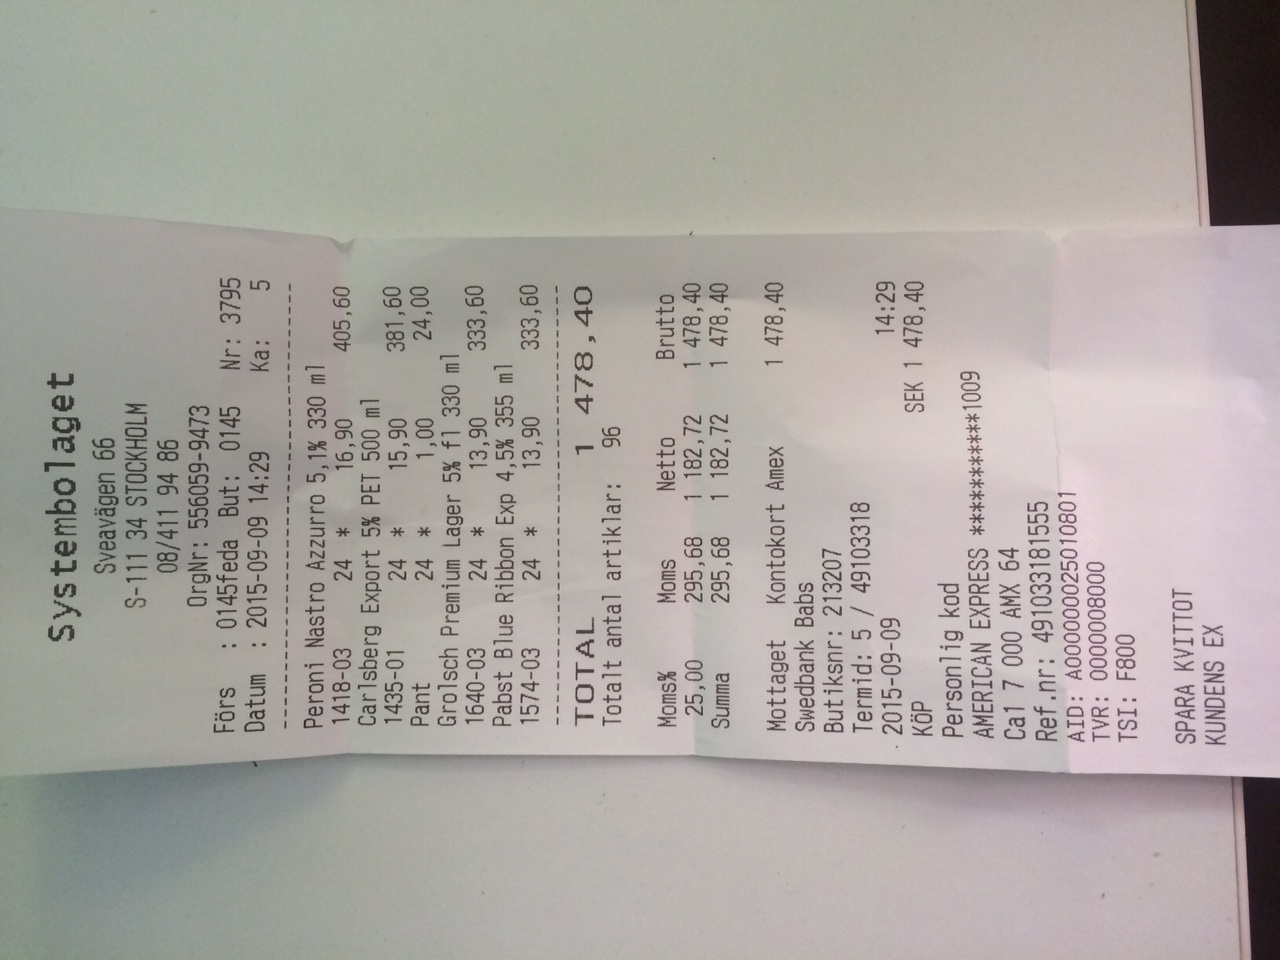 Systembolaget
Sveavägen 66
S-111 34 STOCKHOLM
08/411 94 86
OrgNr: 556059-9473
Förs : 0145feda But: 0145 Nr: 3795
Datum : 2015-09-09 14:29 Ka: 5
Peroni Nastro Azzurro 5,1% 330 ml
1418-03 24 * 16,90 405,60
Carlsberg Export 5% PET 500 ml
1435-01 24 * 15,90 381,60
Pant 24 * 1,00 24,00
Grolsch Premium Lager 5% fl 330 ml
1640-03 24 * 13,90 333,60
Pabst Blue Ribbon Exp 4,5% 355 ml
1574-03 24 * 13,90 333,60
TOTAL 1 478,40
Totalt antal artiklar: 96
Moms% Moms Netto Brutto
25,00 295,68 1 182,72 1 478,40
Summa 295,68 1 182,72 1 478,40
Mottaget Kontokort Amex 1 478,40
Swedbank Babs
Butiksnr: 213207
Termid: 5 / 49103318
2015-09-09 14:29
KöP SEK 1 478,40
Personlig kod
AMERICAN EXPRESS ***********1009
Ca1 7 000 AMX 64
Ref.nr: 491033181555
AID: A000000025010801
TVR: 0000008000
TSI: F800
SPARA KVITTOT
KUNDENS EX